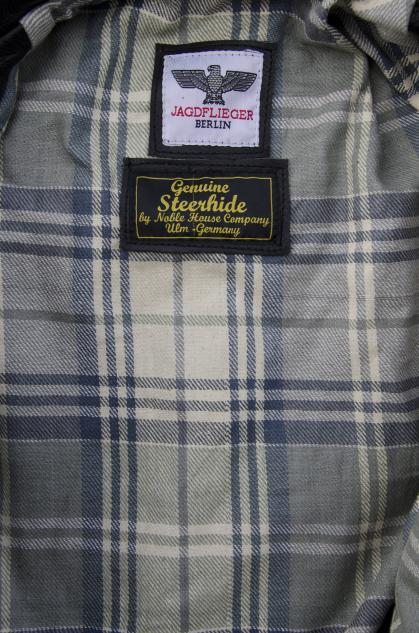 JAGDFLIEGER
BERLIN
Genuine
Steerhide
by Noble House Company
Ulm -Germany